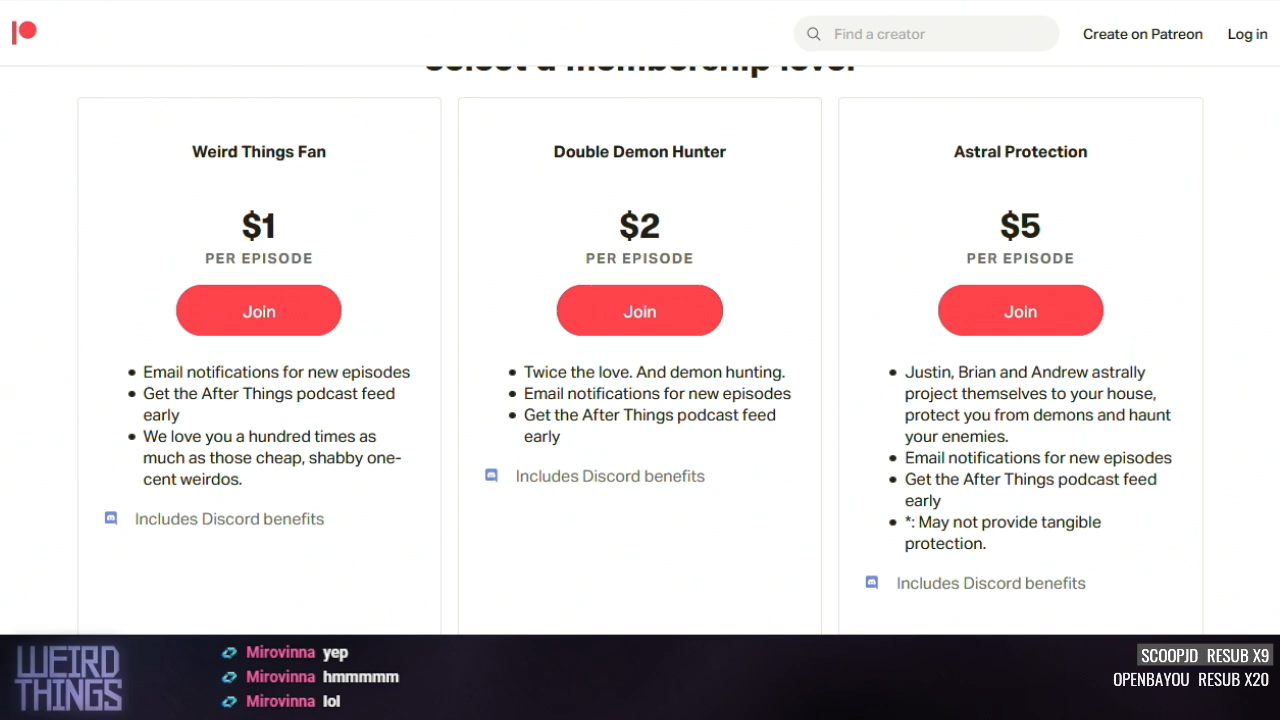 Find a creator
Create on Patreon
Log in
Select a membership level
Weird Things Fan
$1
PER EPISODE
Join
• Email notifications for new episodes
• Get the After Things podcast feed
early
• We love you a hundred times as
much as those cheap, shabby one-
cent weirdos.
Includes Discord benefits
Double Demon Hunter
$2
PER EPISODE
Join
• Twice the love. And demon hunting.
• Email notifications for new episodes
• Get the After Things podcast feed
early
Includes Discord benefits
Astral Protection
$5
PER EPISODE
Join
• Justin, Brian and Andrew astrally
project themselves to your house,
protect you from demons and haunt
your enemies.
• Email notifications for new episodes
• Get the After Things podcast feed
early
• *: May not provide tangible
protection.
Includes Discord benefits
WEIRD
THINGS
Mirovinna yep
Mirovinna hmmmmm
Mirovinna lol
SCOOPJD RESUB X9
OPENBAYOU RESUB X20